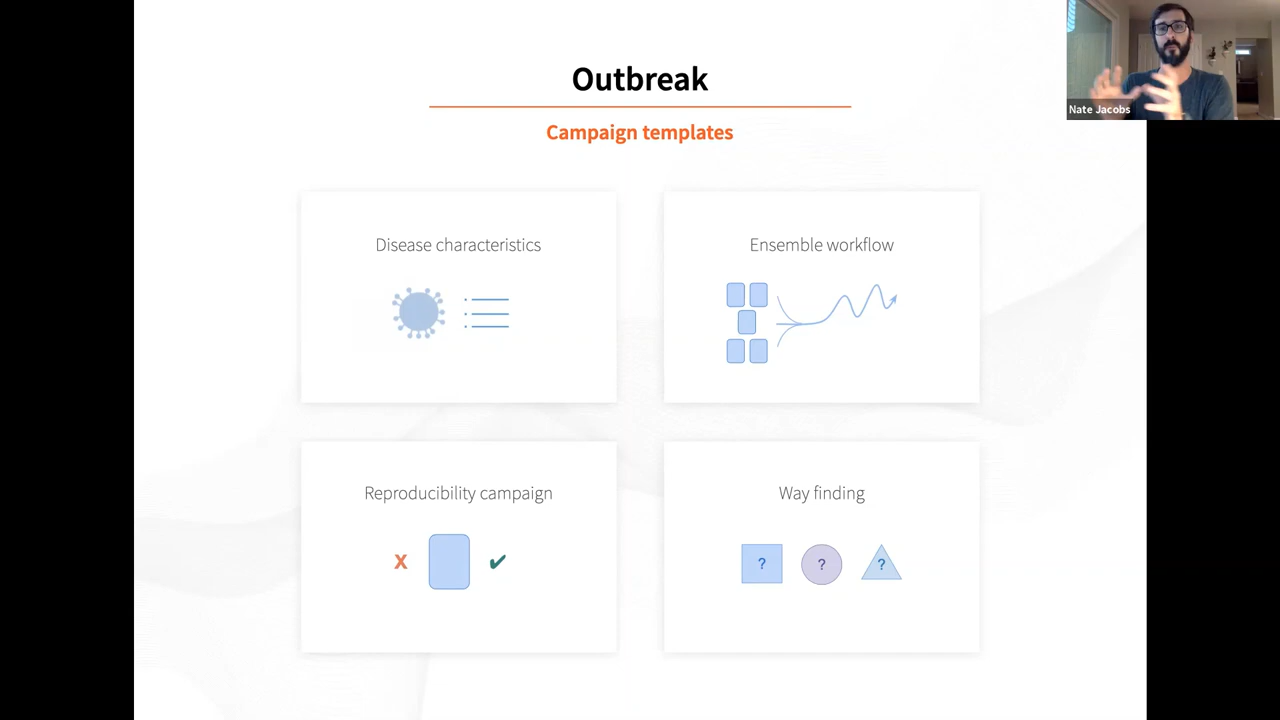 Outbreak
Campaign templates
Nate Jacobs
Disease characteristics
Ensemble workflow
Reproducibility campaign
Way finding
X
✔
?
?
?